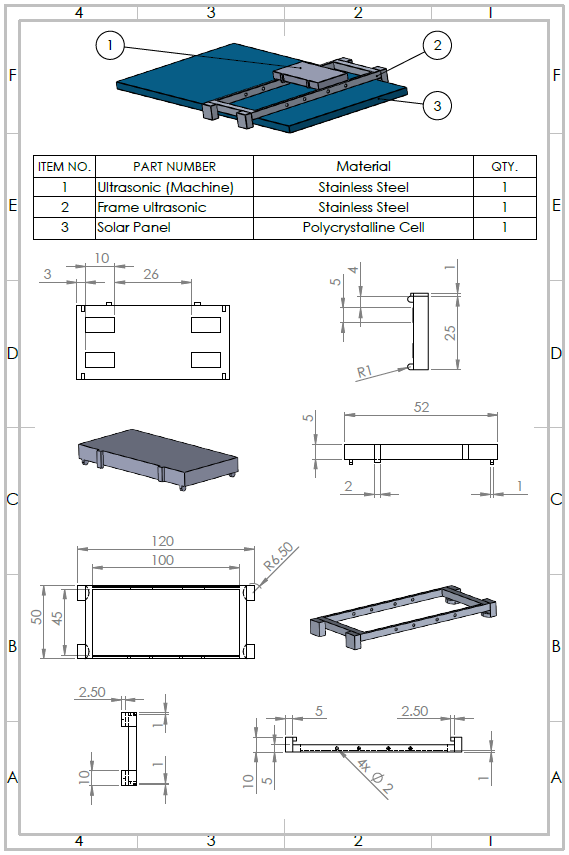 4 3 2 1
1 2
F F
3
ITEM NO. PART NUMBER Material QTY.
1 Ultrasonic (Machine) Stainless Steel 1
E E
2 Frame ultrasonic Stainless Steel 1
3 Solar Panel Polycrystalline Cell 1
10
3 26
5 4 1
D D
25
R1
52
5
C C
2 1
120
100
R6.50
50 45
B B
2.50
1
5 2.50
10 1
10 5
4x Ø 2
1
A A
4 3 2 1